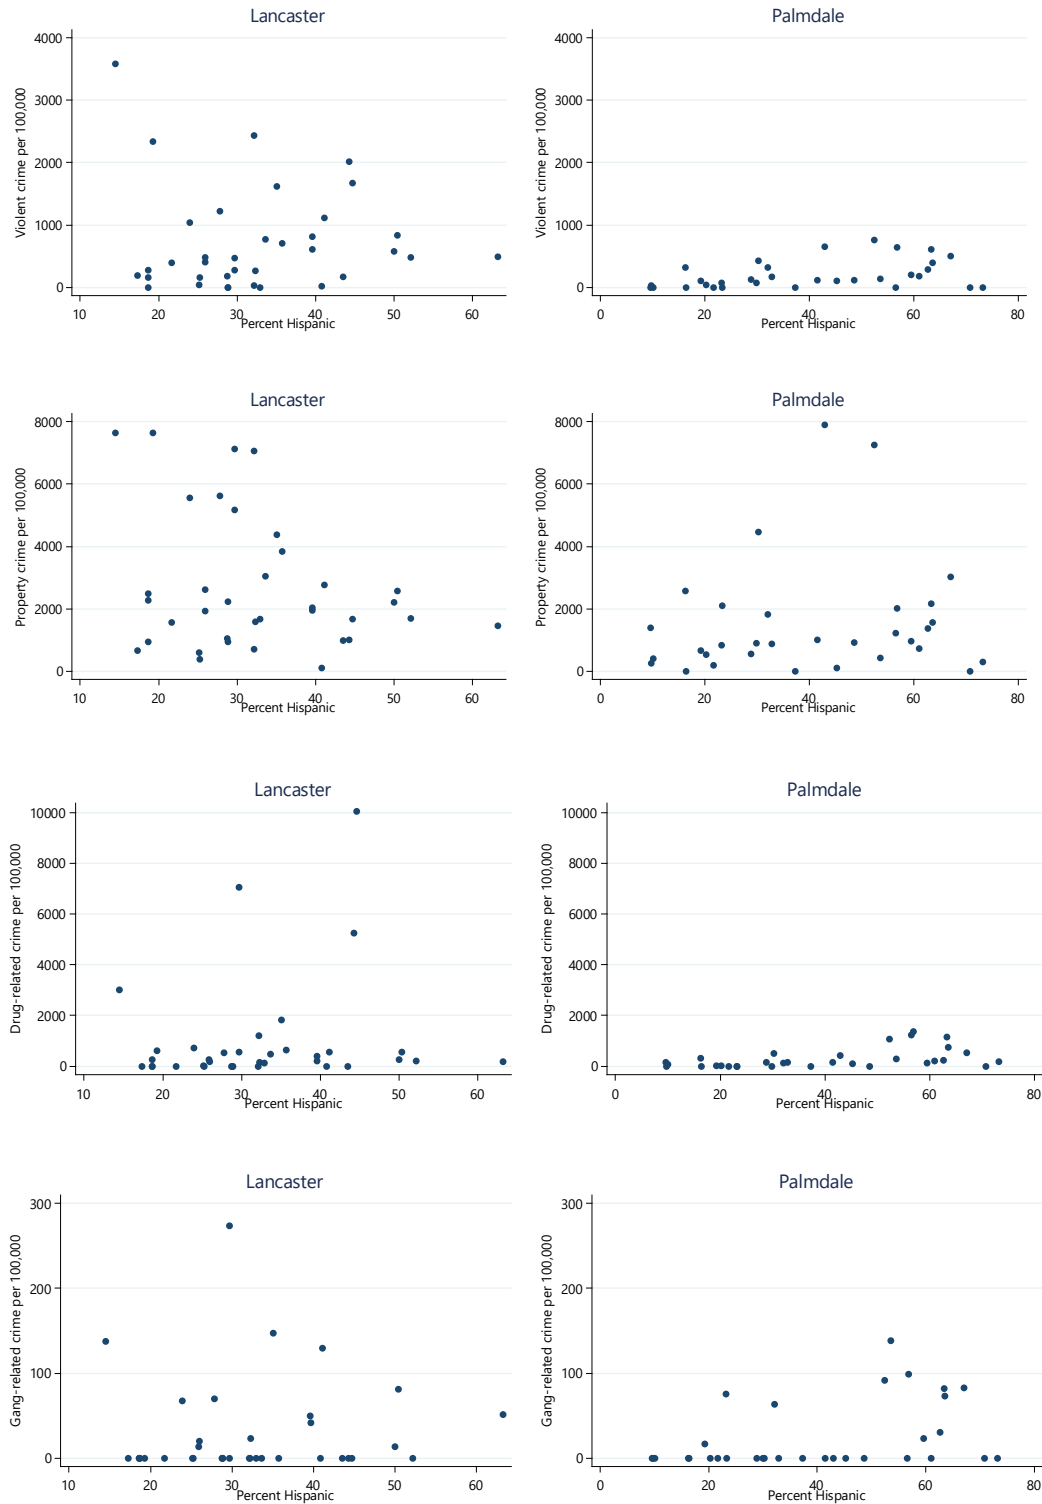 Lancaster
Violent crime per 100,000
4000
3000
2000
1000
0
10 20 30 40 50 60
Percent Hispanic
Palmdale
Violent crime per 100,000
4000
3000
2000
1000
0
0 20 40 60 80
Percent Hispanic
Lancaster
Property crime per 100,000
8000
6000
4000
2000
0
10 20 30 40 50 60
Percent Hispanic
Palmdale
Property crime per 100,000
8000
6000
4000
2000
0
0 20 40 60 80
Percent Hispanic
Lancaster
Drug-related crime per 100,000
10000
8000
6000
4000
2000
0
10 20 30 40 50 60
Percent Hispanic
Palmdale
Drug-related crime per 100,000
10000
8000
6000
4000
2000
0
0 20 40 60 80
Percent Hispanic
Lancaster
Gang-related crime per 100,000
300
200
100
0
10 20 30 40 50 60
Percent Hispanic
Palmdale
Gang-related crime per 100,000
300
200
100
0
0 20 40 60 80
Percent Hispanic